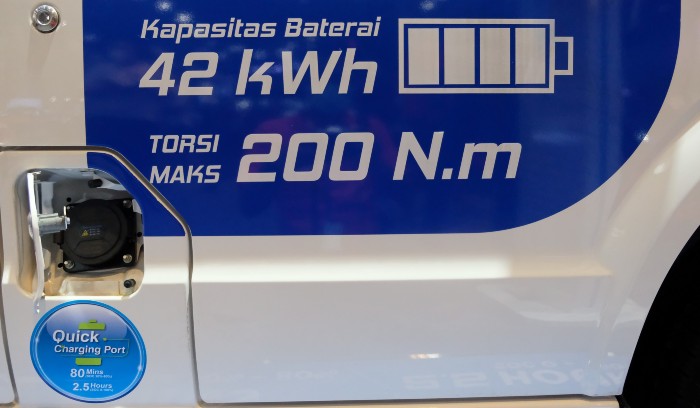 Kapasitas Baterai
42 kWh
TORSI
MAKS
200 N.m
Quick
Charging Port
80 Mins
2.5 Hours